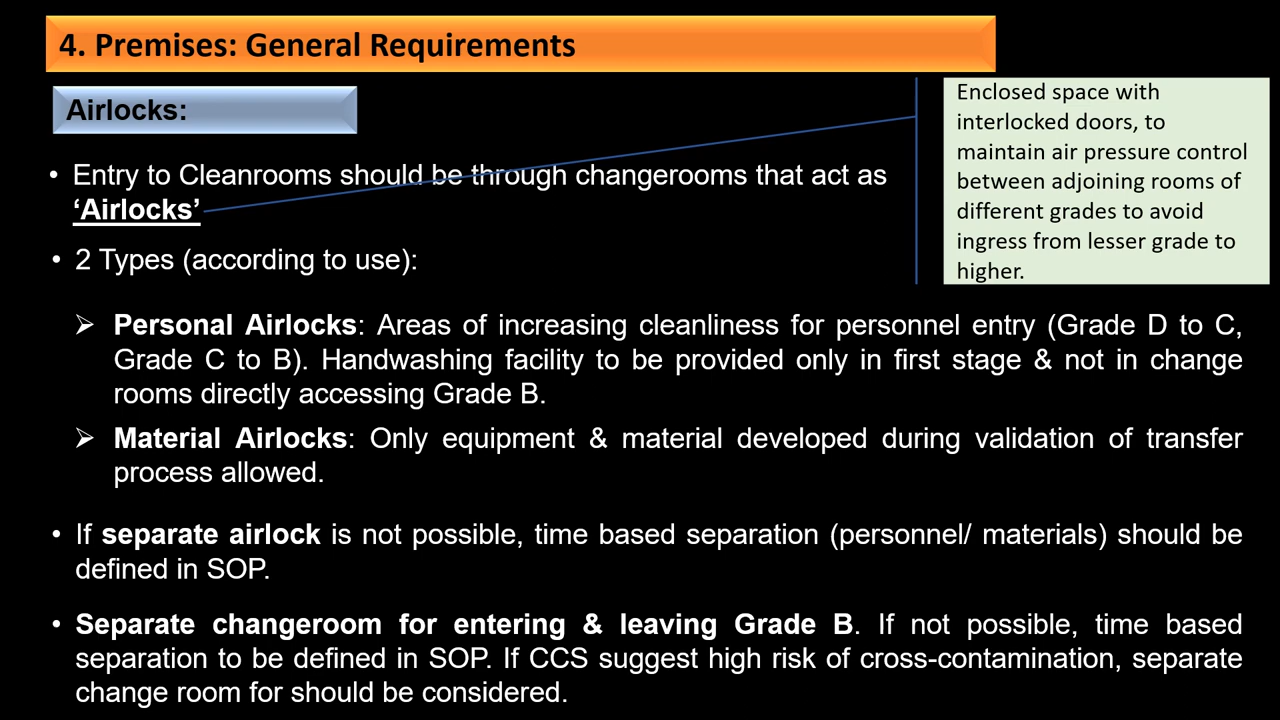 4. Premises: General Requirements
Airlocks:
Enclosed space with
interlocked doors, to
maintain air pressure control
between adjoining rooms of
different grades to avoid
ingress from lesser grade to
higher.
• Entry to Cleanrooms should be through changerooms that act as
‘Airlocks’
• 2 Types (according to use):
➢ Personal Airlocks: Areas of increasing cleanliness for personnel entry (Grade D to C,
Grade C to B). Handwashing facility to be provided only in first stage & not in change
rooms directly accessing Grade B.
➢ Material Airlocks: Only equipment & material developed during validation of transfer
process allowed.
• If separate airlock is not possible, time based separation (personnel/ materials) should be
defined in SOP.
• Separate changeroom for entering & leaving Grade B. If not possible, time based
separation to be defined in SOP. If CCS suggest high risk of cross-contamination, separate
change room for should be considered.